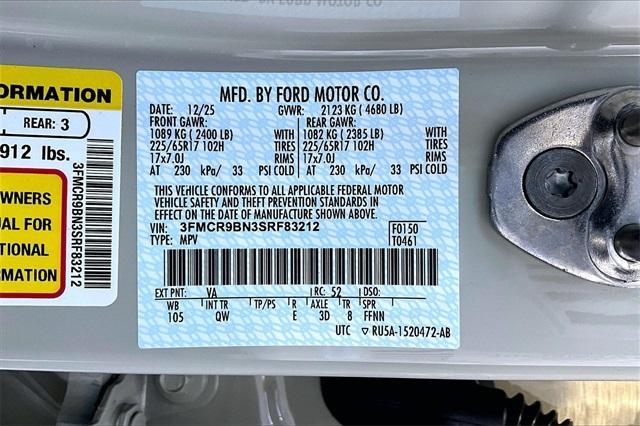 FORMATION
REAR: 3
912 lbs.
3FMCR9BN3SRF83212
WNERS
UAL FOR
TIONAL
RMATION
MFD. BY FORD MOTOR CO.
DATE: 12/25 GVWR: 2123 KG (4680 LB)
FRONT GAWR: REAR GAWR:
1089 KG (2400 LB) WITH 1082 KG (2385 LB) WITH
225/65R17 102H TIRES 225/65R17 102H TIRES
17x7.0J RIMS 17x7.0J RIMS
AT 230 kPa/ 33 PSI COLD AT 230 kPa/ 33 PSI COLD
THIS VEHICLE CONFORMS TO ALL APPLICABLE FEDERAL MOTOR
VEHICLE SAFETY AND THEFT PREVENTION STANDARDS IN
EFFECT ON THE DATE OF MANUFACTURE SHOWN ABOVE.
VIN: 3FMCR9BN3SRF83212 F0150
TYPE: MPV T0461
EXT PNT: VA RC: 52 DSO:
WB INT TR TP/PS R AXLE TR SPR
105 QW E 3D 8 FFNN
UTC ▽ RU5A-1520472-AB